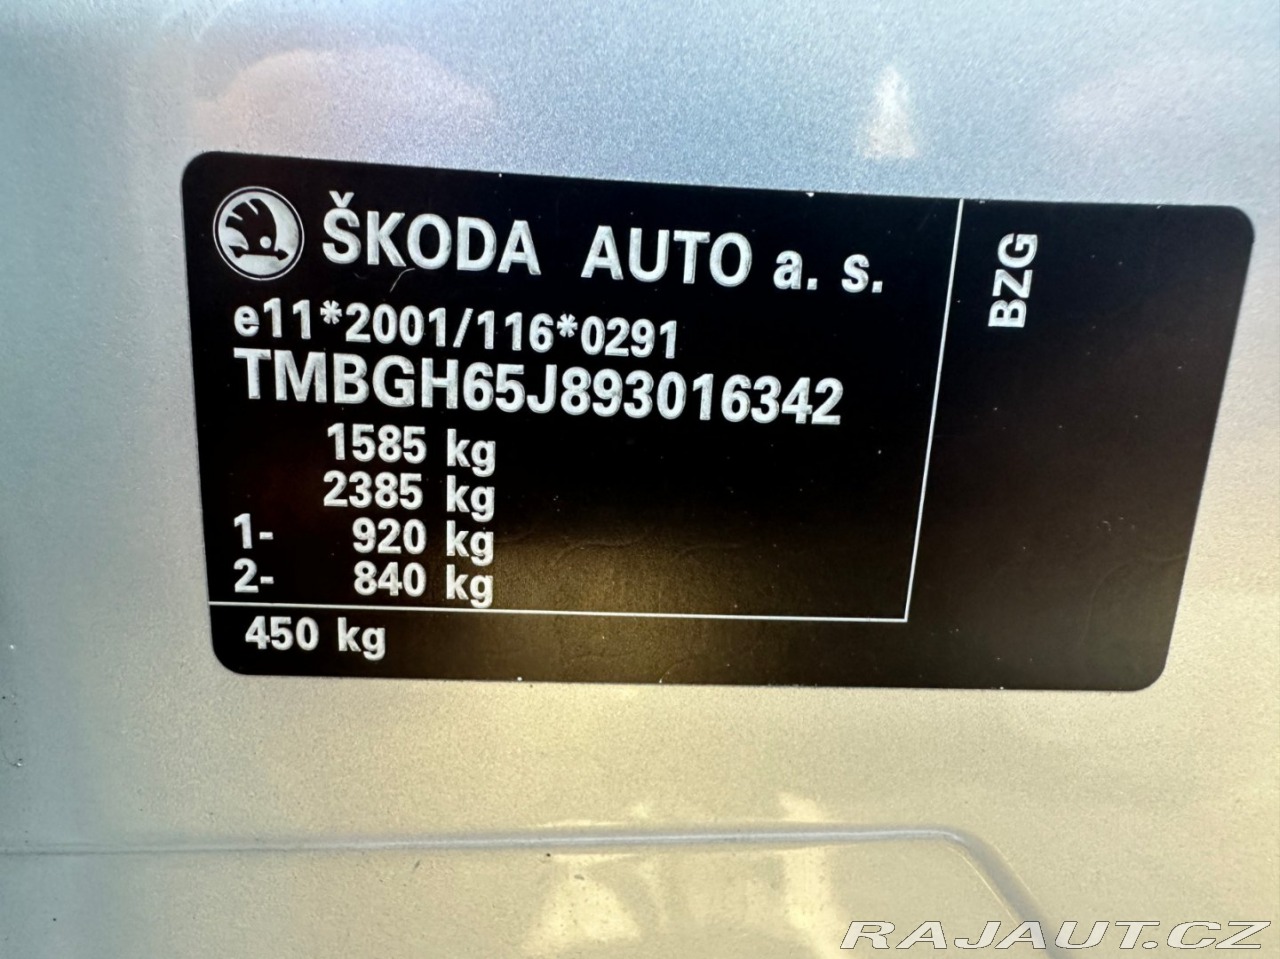 ŠKODA AUTO a. s.
e11*2001/116*0291
TMBGH65J893016342
1585 kg
2385 kg
1- 920 kg
2- 840 kg
450 kg
BZG
RAJAUT.CZ